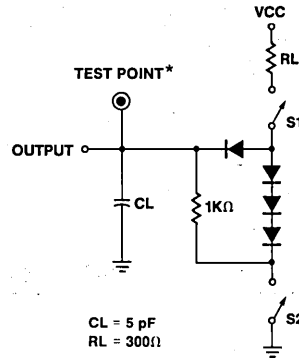 VCC
RL
TEST POINT*
S1
OUTPUT
CL
1KΩ
S2
CL = 5 pF
RL = 300Ω